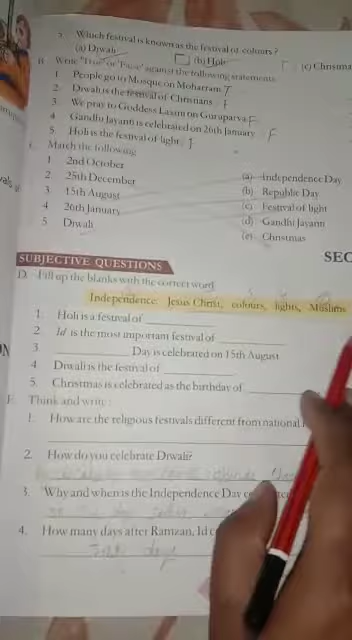 5. Which festival is known as the festival of colours?
(a) Diwali (b) Holi (c) Christma
B. Write 'True' or 'False' against the following statements
1 People go to Mosque on Moharram T
2 Diwali is the festival of Christians F
3 We pray to Goddess Laxmi on Guruparva F
4 Gandhi Jayanti is celebrated on 26th January F
5. Holi is the festival of light.
Match the following
1 2nd October (a) Independence Day
2 25th December (b) Republic Day
3 15th August (c) Festival of light
4 26th January (d) Gandhi Jayanti
5 Diwali (e) Christmas
SEC
SUBJECTIVE QUESTIONS
D. Fill up the blanks with the correct word
Independence, Jesus Christ, colours, lights, Muslims
1. Holi is a festival of
2 Id is the most important festival of
3. Day is celebrated on 15th August
4 Diwali is the festival of
5. Christmas is celebrated as the birthday of
E. Think and write:
1. How are the religious festivals different from national
2. How do you celebrate Diwali?
3. Why and when is the Independence Day
4. How many days after Ramzan, Id